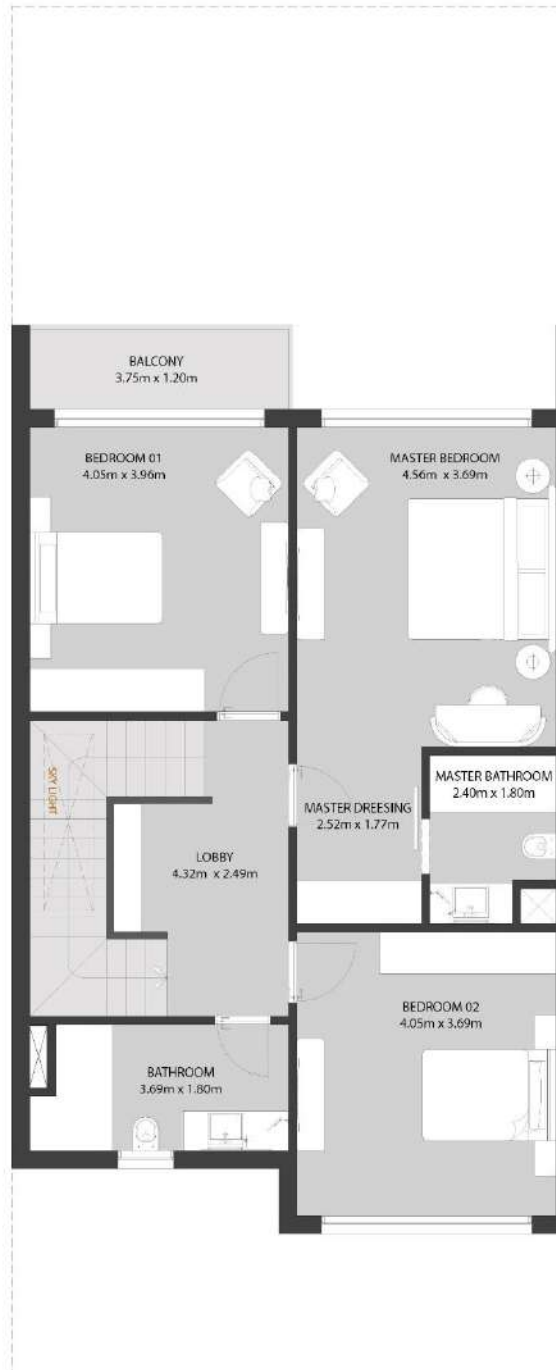 BALCONY
3.75m x 1.20m
BEDROOM 01
4.05m x 3.96m
MASTER BEDROOM
4.56m x 3.69m
SKY LIGHT
MASTER BATHROOM
2.40m x 1.80m
MASTER DREESING
2.52m x 1.77m
LOBBY
4.32m x 2.49m
BEDROOM 02
4.05m x 3.69m
BATHROOM
3.69m x 1.80m